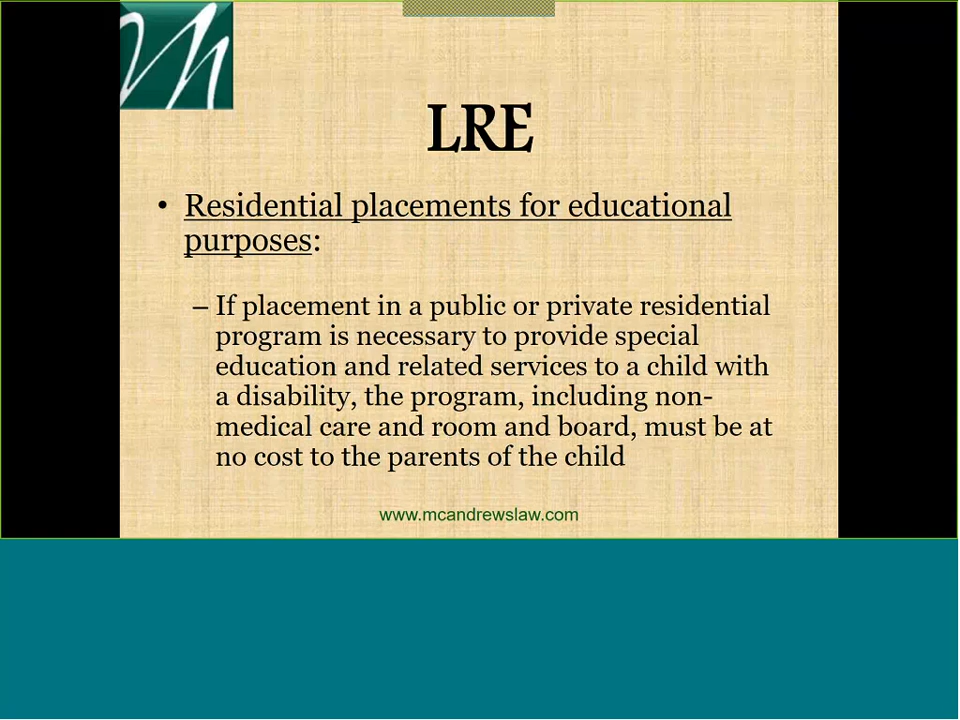 LRE
• Residential placements for educational
purposes:
– If placement in a public or private residential
program is necessary to provide special
education and related services to a child with
a disability, the program, including non-
medical care and room and board, must be at
no cost to the parents of the child
www.mcandrewslaw.com